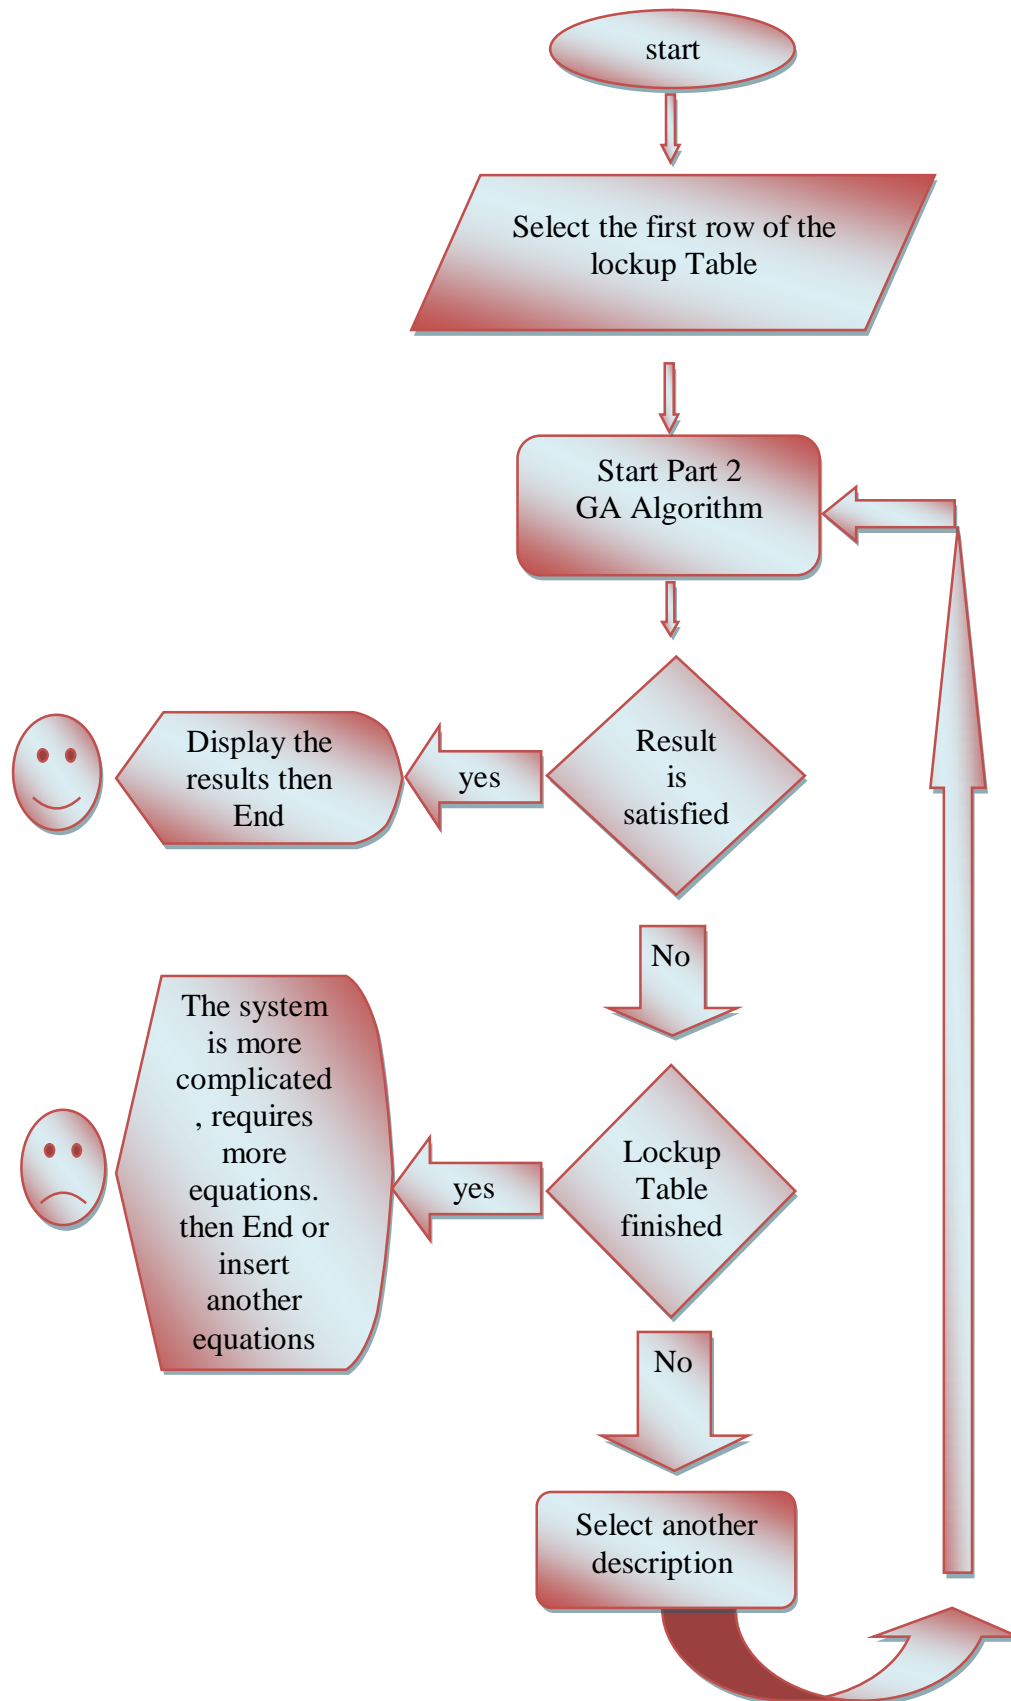 start
Select the first row of the
lockup Table
Start Part 2
GA Algorithm
Result
is
satisfied
yes
Display the
results then
End
No
Lockup
Table
finished
yes
The system
is more
complicated
, requires
more
equations.
then End or
insert
another
equations
No
Select another
description